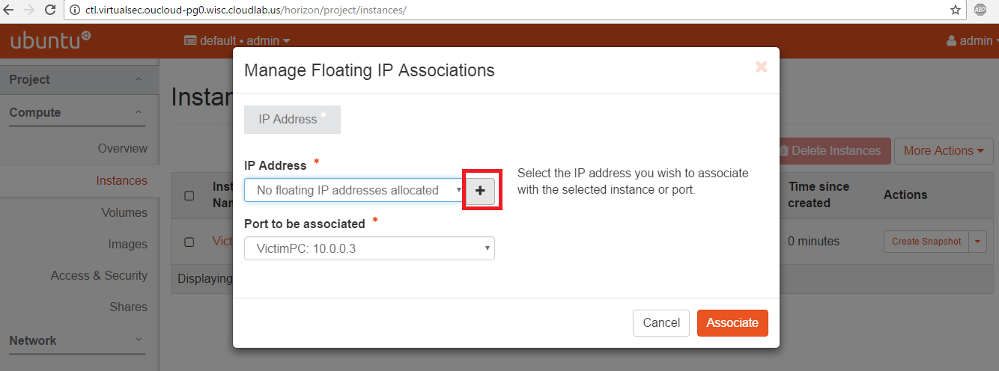 ctl.virtualsec.oucloud-pg0.wisc.cloudlab.us/horizon/project/instances/
ABP
ubuntu
default • admin
admin
Manage Floating IP Associations
Project
Instan
IP Address
Compute
Overview
Delete Instances
More Actions
IP Address *
Select the IP address you wish to associate
with the selected instance or port.
Instances
No floating IP addresses allocated
+
Inst
Nan
Time since
created
Actions
Volumes
Port to be associated *
Images
Vict
VictimPC: 10.0.0.3
0 minutes
Create Snapshot
Access & Security
Displaying
Shares
Cancel
Associate
Network